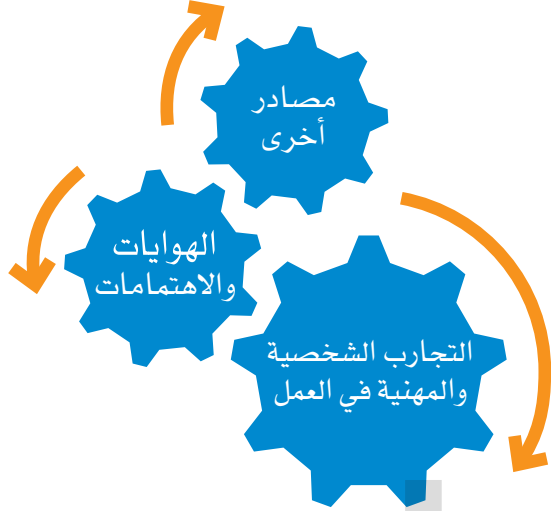 مصادر
أخرى
الهوايات
والاهتمامات
التجارب الشخصية
والمهنية في العمل